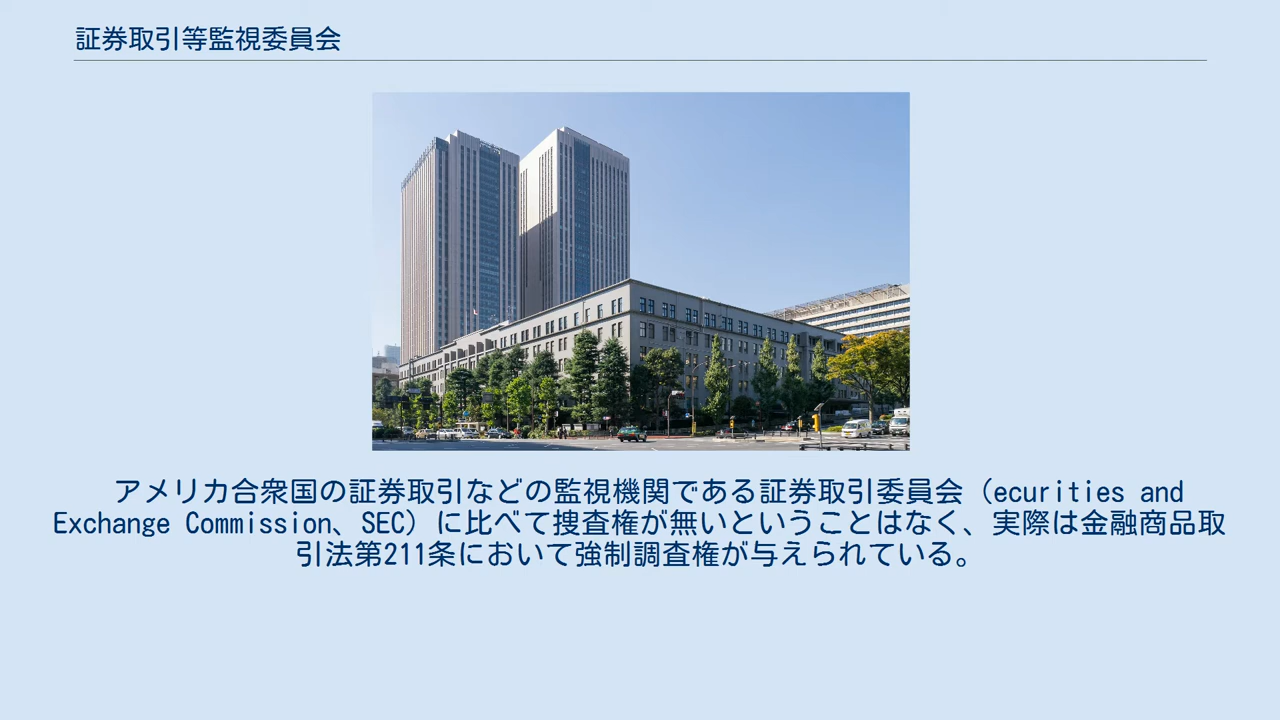 証券取引等監視委員会
アメリカ合衆国の証券取引などの監視機関である証券取引委員会（ecurities and
Exchange Commission、SEC）に比べて捜査権が無いということはなく、実際は金融商品取
引法第211条において強制調査権が与えられている。